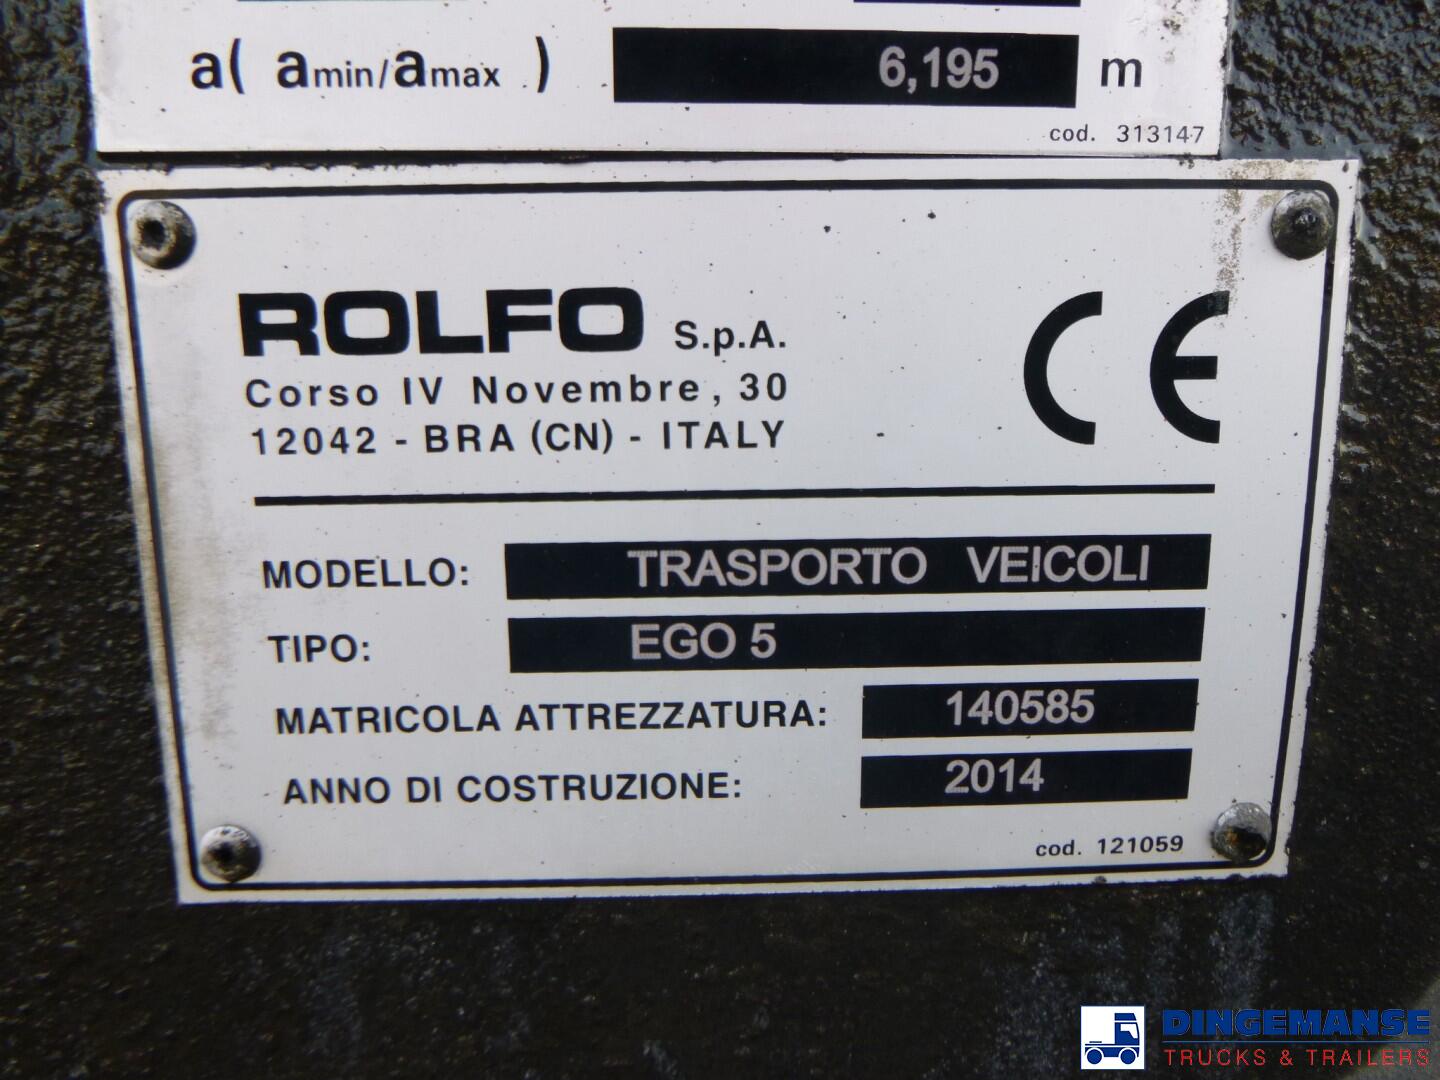 a( amin/amax ) 6,195 m
cod. 313147
ROLFO S.p.A.
Corso IV Novembre, 30
12042 - BRA (CN) - ITALY
CE
MODELLO: TRASPORTO VEICOLI
TIPO: EGO 5
MATRICOLA ATTREZZATURA: 140585
ANNO DI COSTRUZIONE: 2014
cod. 121059
DINGEMANSE
TRUCKS & TRAILERS